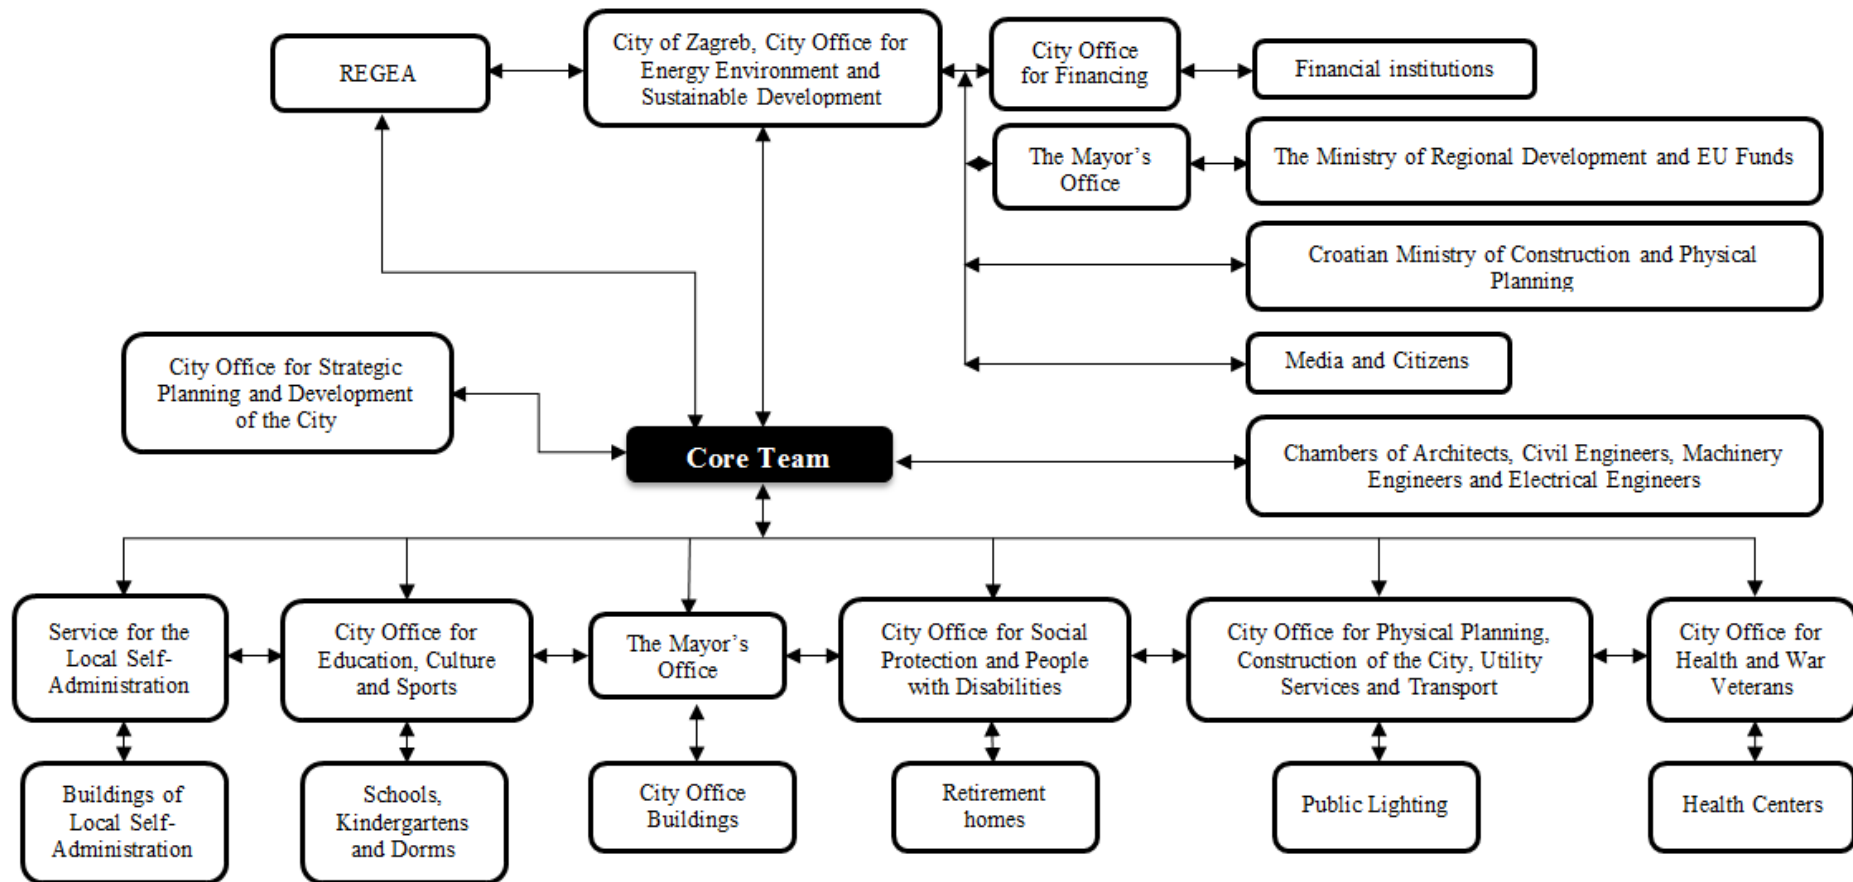 REGEA
City of Zagreb, City Office for
Energy Environment and
Sustainable Development
City Office
for Financing
Financial institutions
The Mayor's
Office
The Ministry of Regional Development and EU Funds
Croatian Ministry of Construction and Physical
Planning
City Office for Strategic
Planning and Development
of the City
Media and Citizens
Core Team
Chambers of Architects, Civil Engineers, Machinery
Engineers and Electrical Engineers
Service for the
Local Self-
Administration
City Office for
Education, Culture
and Sports
The Mayor's
Office
City Office for Social
Protection and People
with Disabilities
City Office for Physical Planning,
Construction of the City, Utility
Services and Transport
City Office for
Health and War
Veterans
Buildings of
Local Self-
Administration
Schools,
Kindergartens
and Dorms
City Office
Buildings
Retirement
homes
Public Lighting
Health Centers